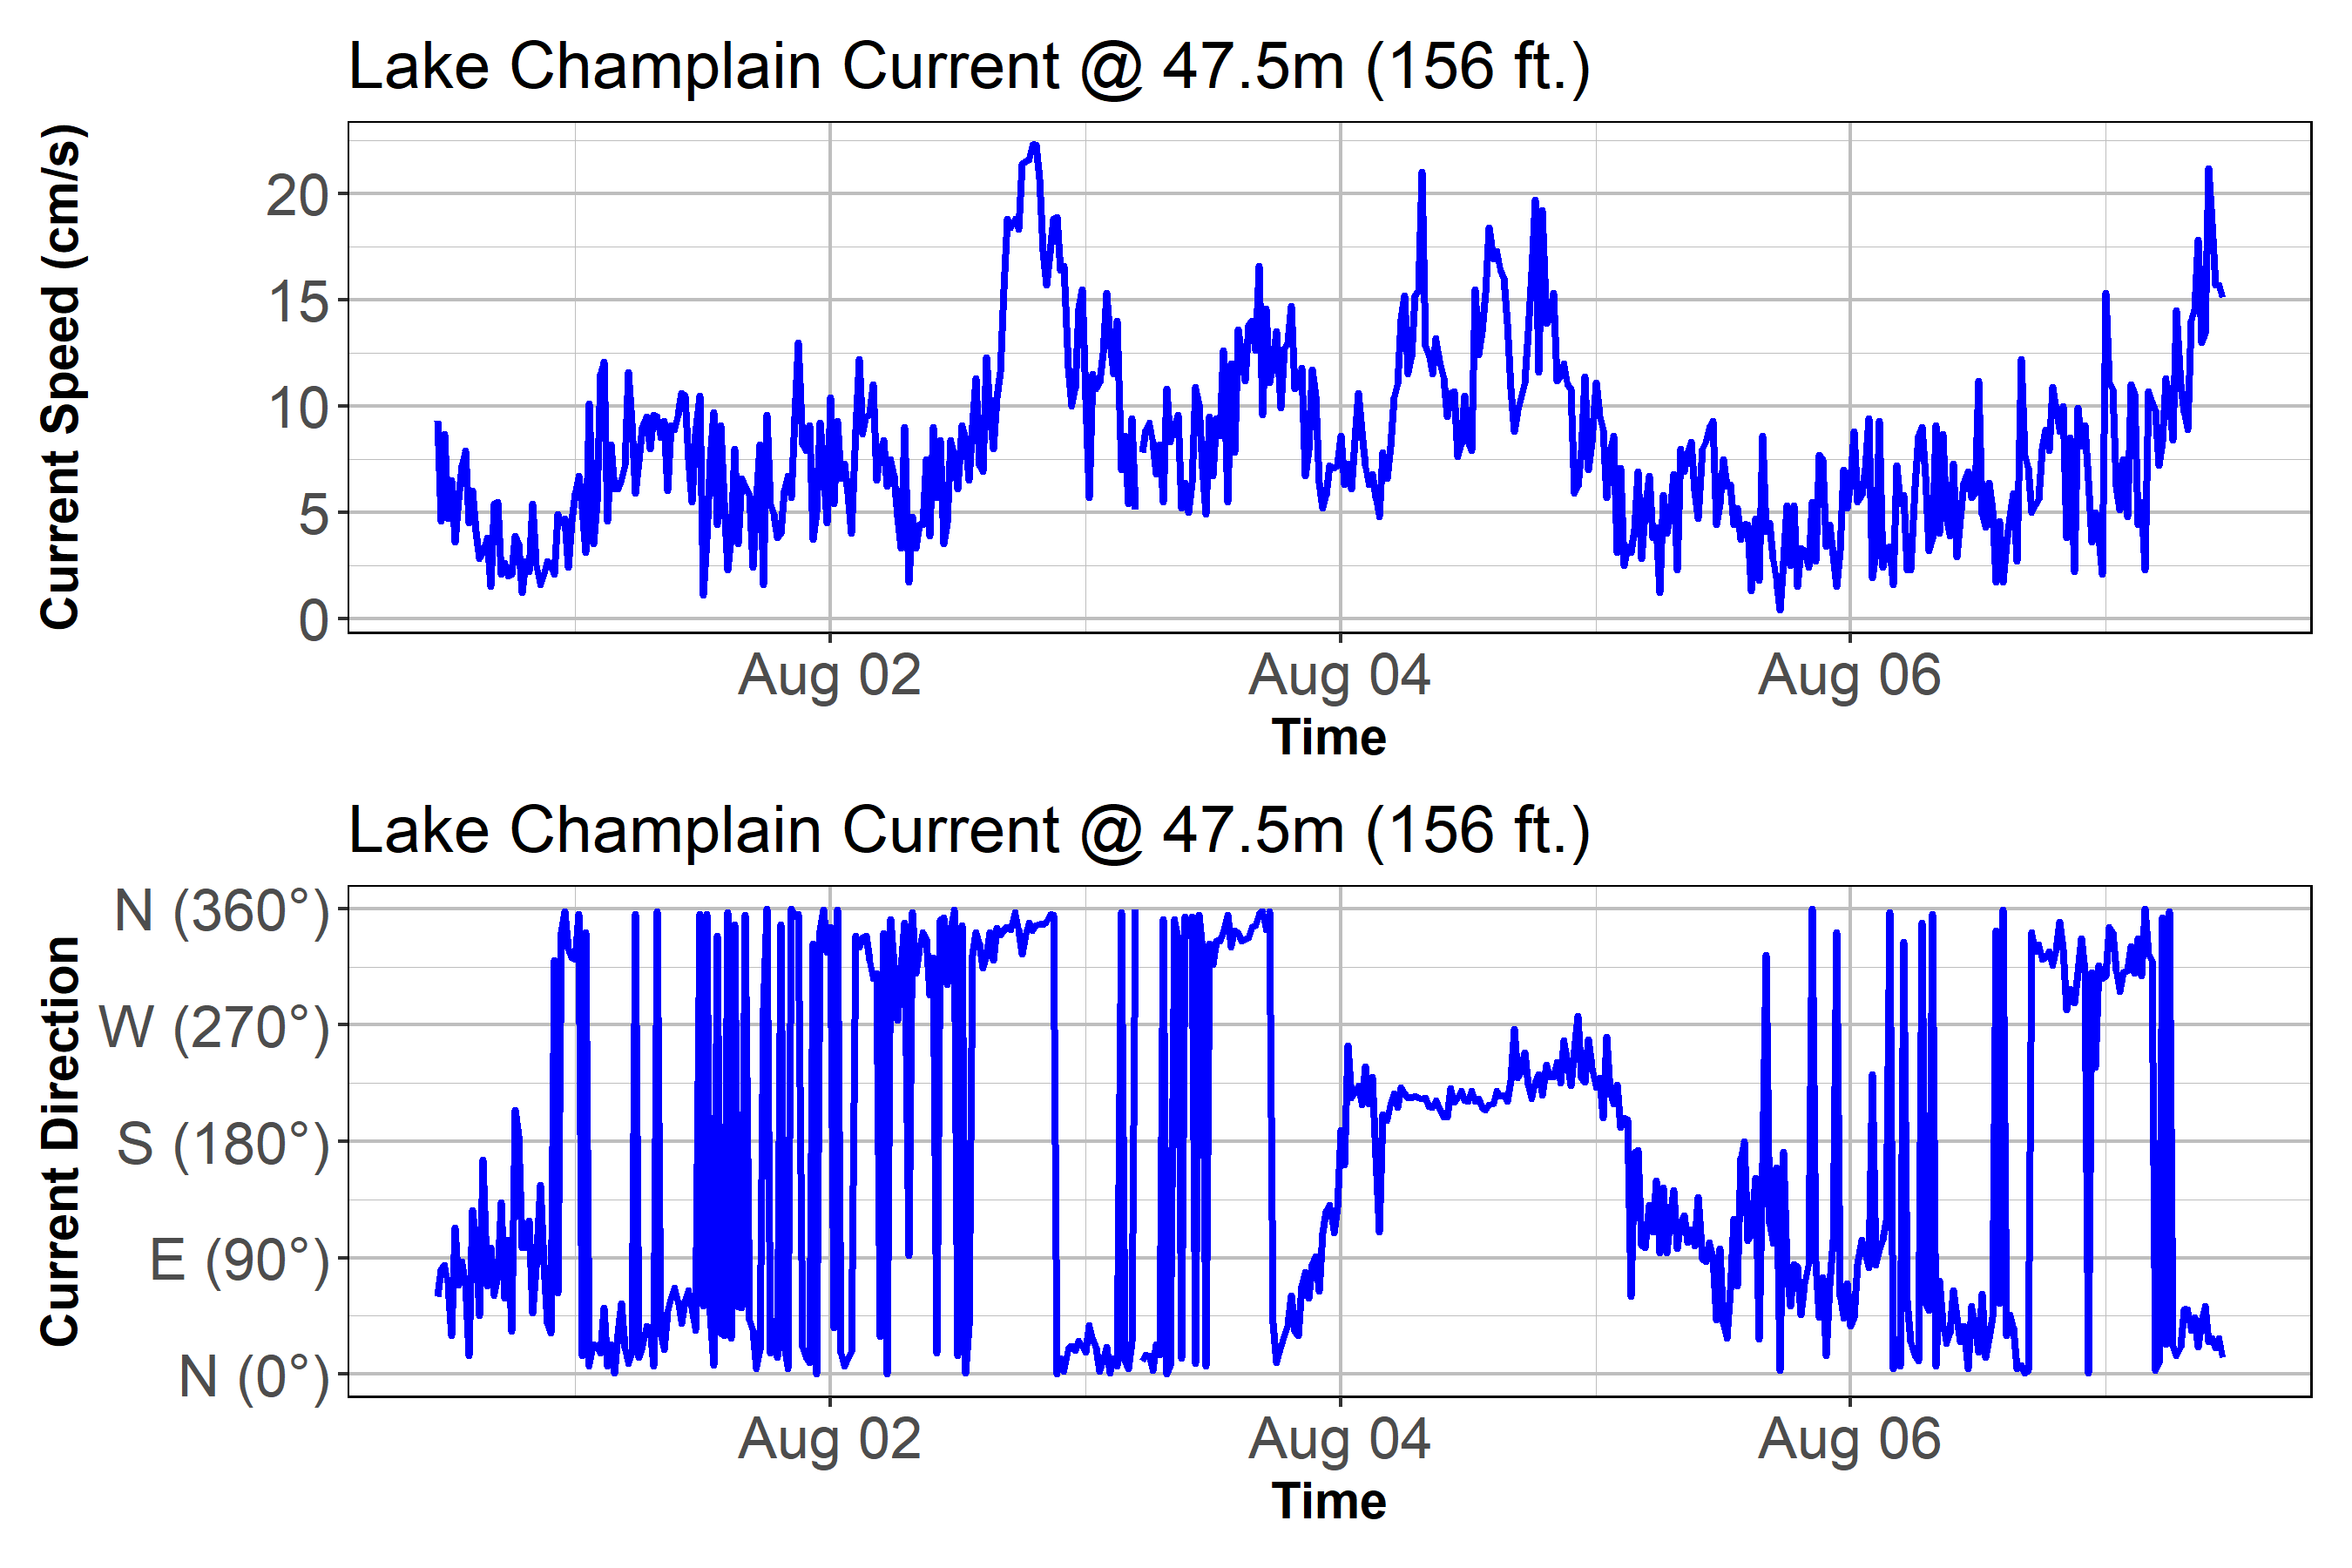 Lake Champlain Current @ 47.5m (156 ft.)
Current Speed (cm/s)
20
15
10
5
0
Aug 02
Aug 04
Aug 06
Time
Lake Champlain Current @ 47.5m (156 ft.)
Current Direction
N (360°)
W (270°)
S (180°)
E (90°)
N (0°)
Aug 02
Aug 04
Aug 06
Time